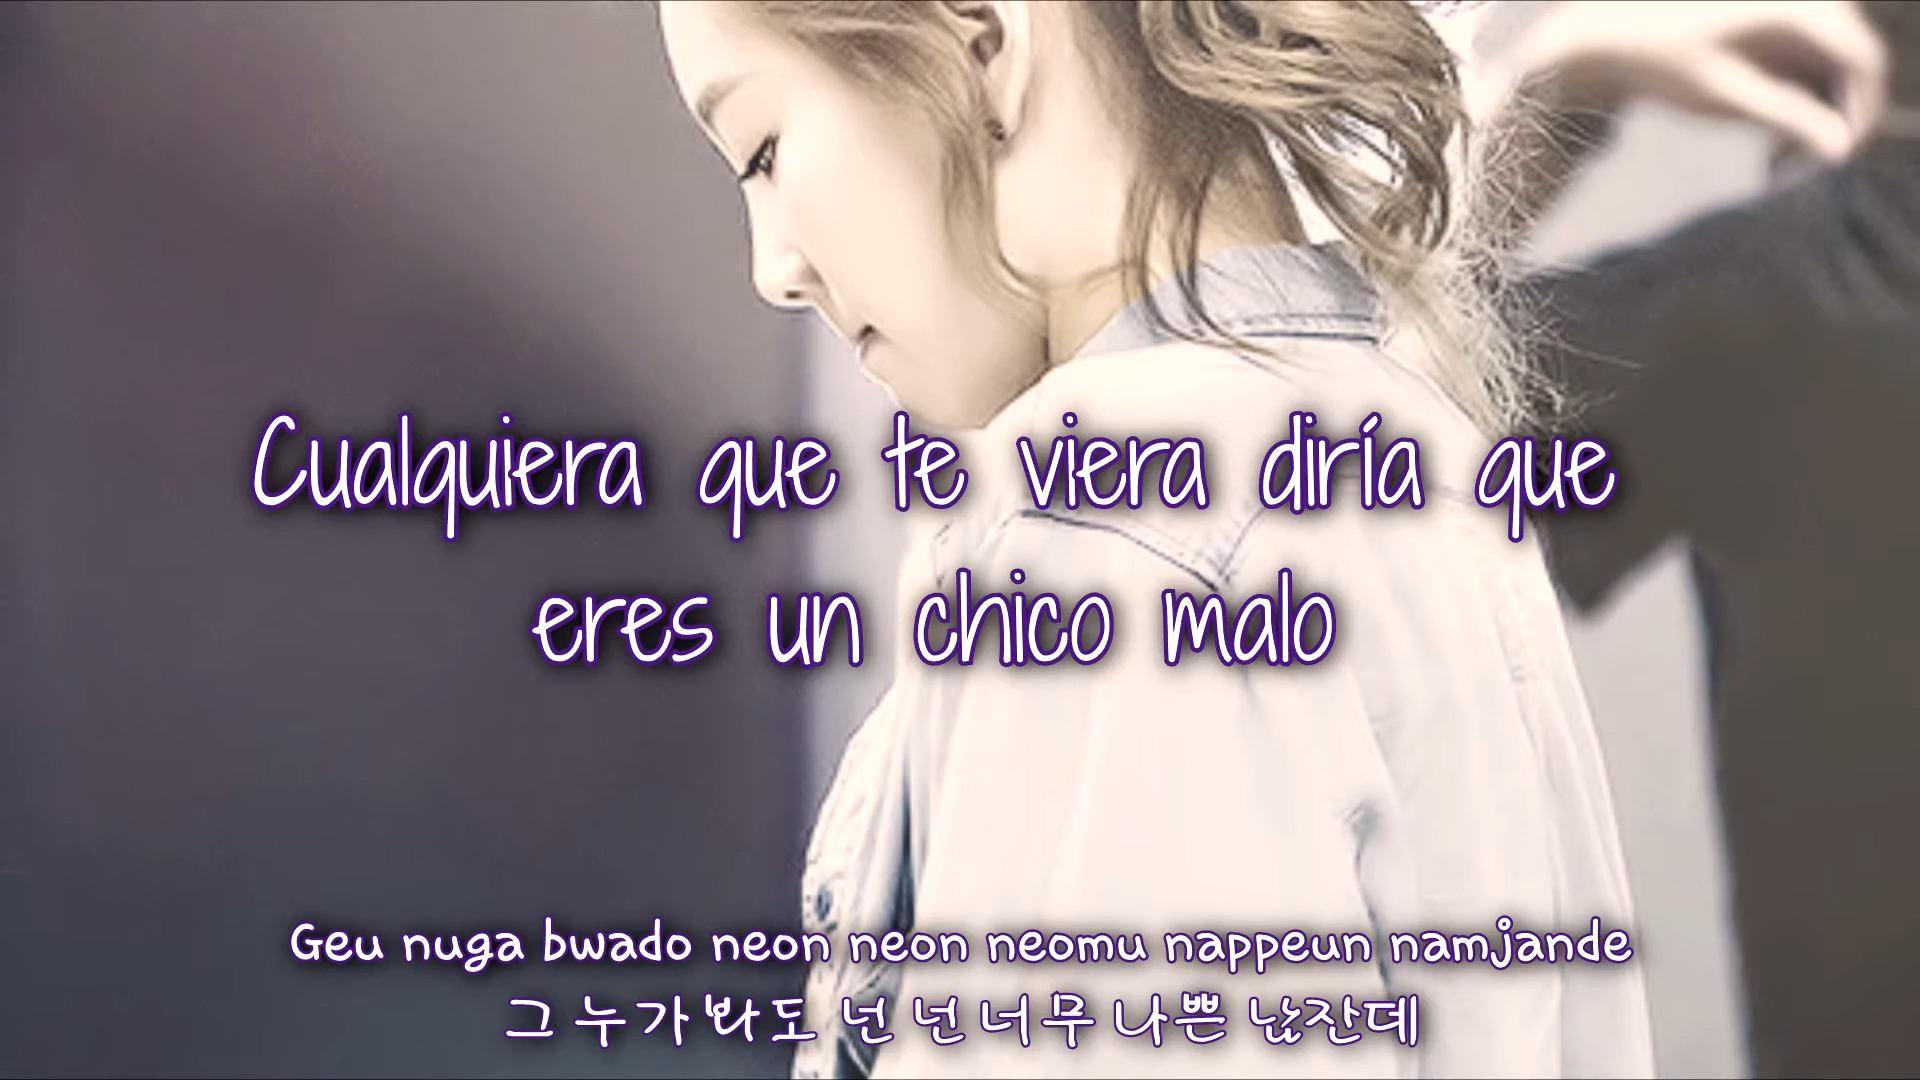 Cualquiera que te viera diría que
eres un chico malo
Geu nuga bwado neon neon neomu nappeun namjande
그 누가 봐도 넌 넌 너무 나쁜 남잔데